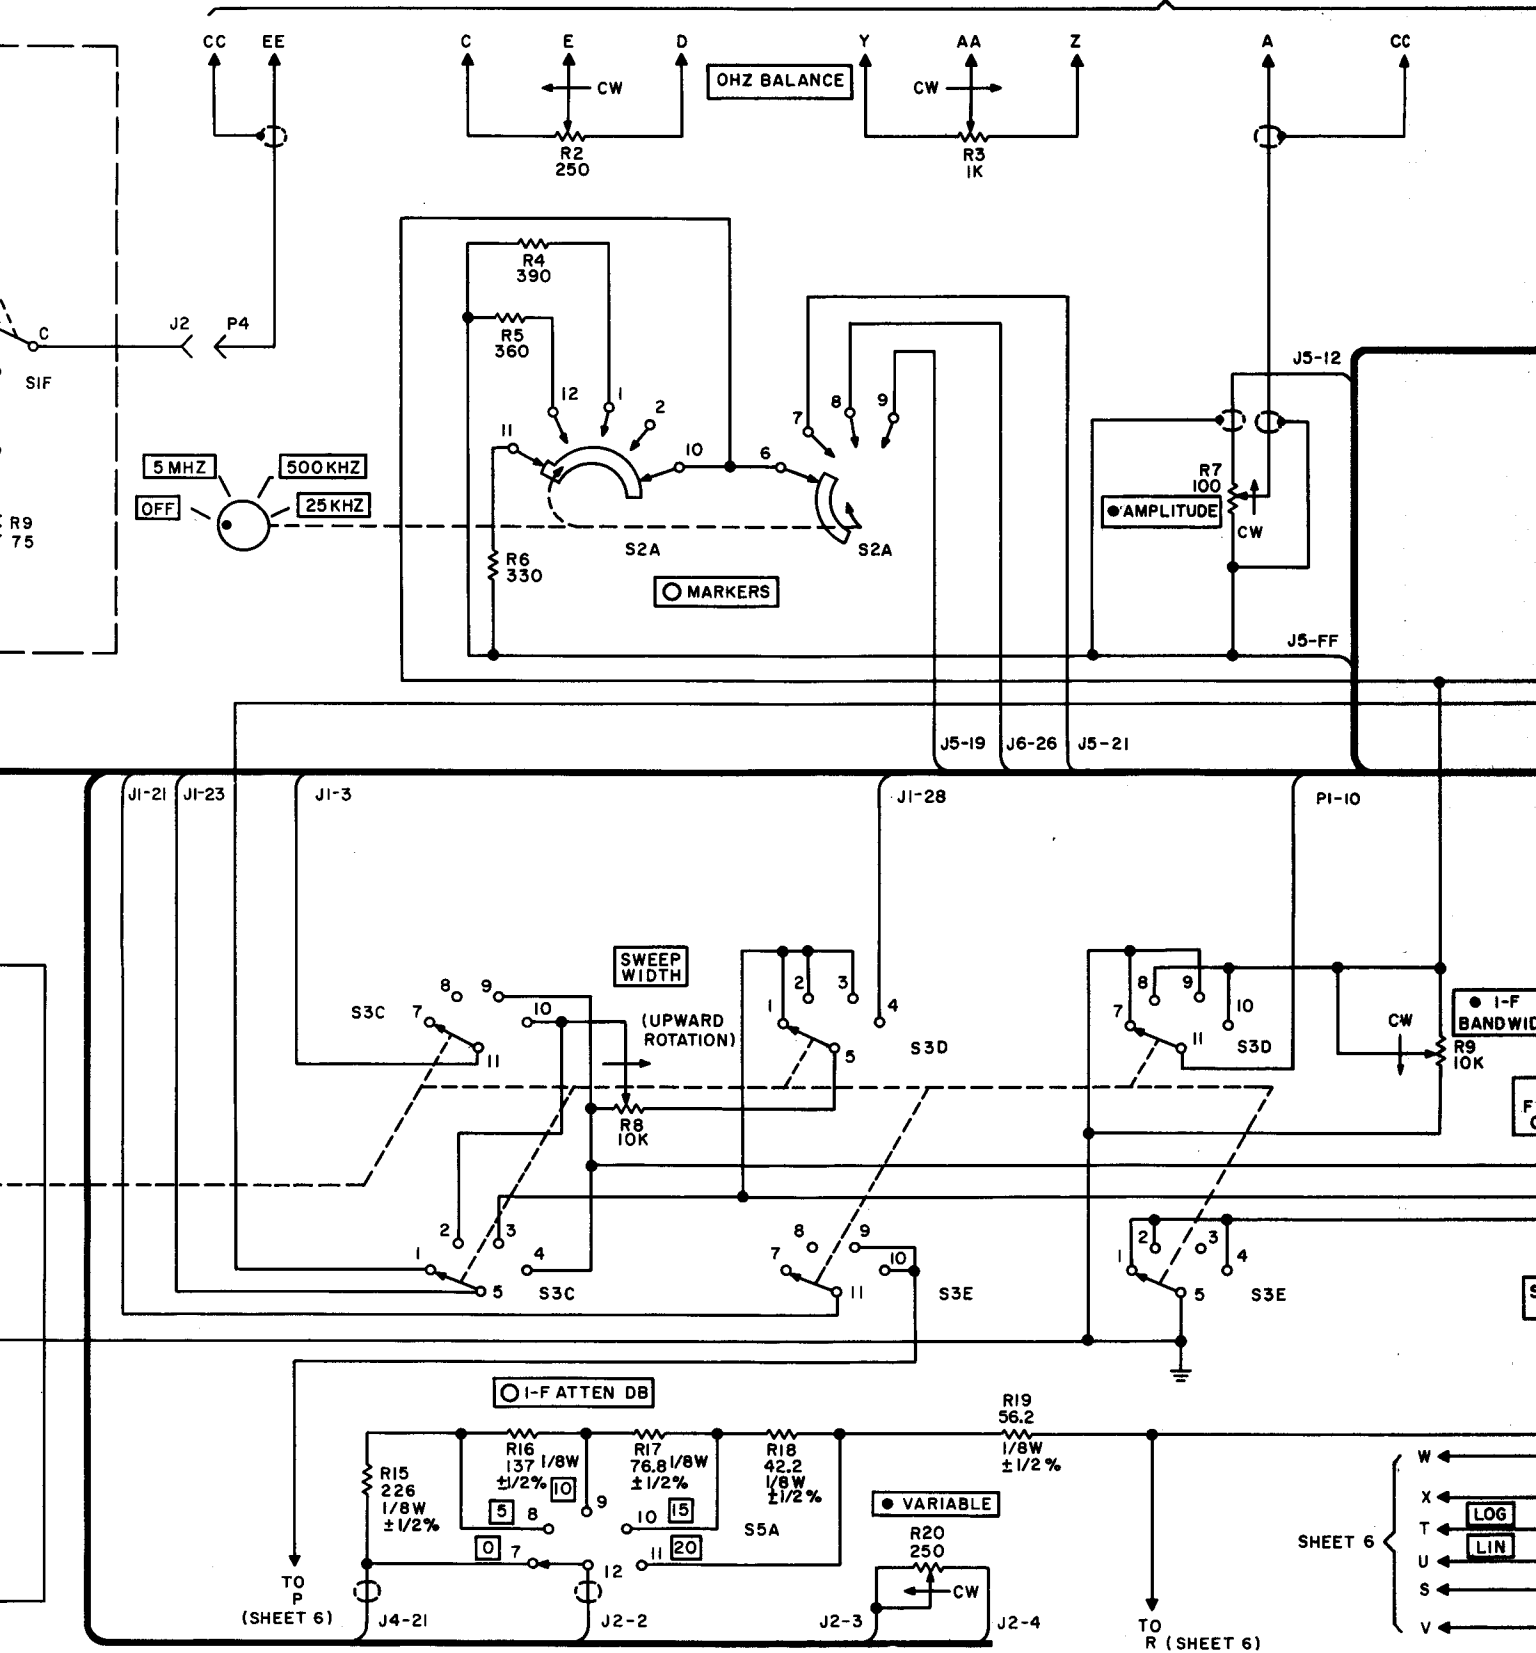 CC EE C E D Y AA Z A CC
CW
OHZ BALANCE
CW
R2
250
R3
1K
R4
390
R5
360
J2 P4
C
S1F
J5-12
12 1 2
11
10
6
7 8 9
5 MHZ
500 KHZ
OFF
25 KHZ
R9
75
R7
100
AMPLITUDE
CW
S2A
S2A
R6
330
MARKERS
J5-FF
J5-19 J6-26 J5-21
J1-21 J1-23 J1-3 J1-28 P1-10
SWEEP
WIDTH
(UPWARD
ROTATION)
S3C
7 8 9 10 11
1 2 3 4 5
S3D
7 8 9 10 11
S3D
I-F
BANDWID
CW
R9
10K
R8
10K
F
1 2 3 4 5
S3C
7 8 9 10 11
S3E
1 2 3 4 5
S3E
S
I-F ATTEN DB
R19
56.2
1/8W
±1/2%
R15
226
1/8W
±1/2%
R16
137 1/8W
±1/2%
R17
76.8 1/8W
±1/2%
R18
42.2
1/8W
±1/2%
10
9
5 8
10 15
S5A
0 7
12
11 20
VARIABLE
R20
250
CW
TO
P
(SHEET 6)
J4-21
J2-2
J2-3
J2-4
TO
R (SHEET 6)
SHEET 6
W
X
T
LOG
U
LIN
S
V